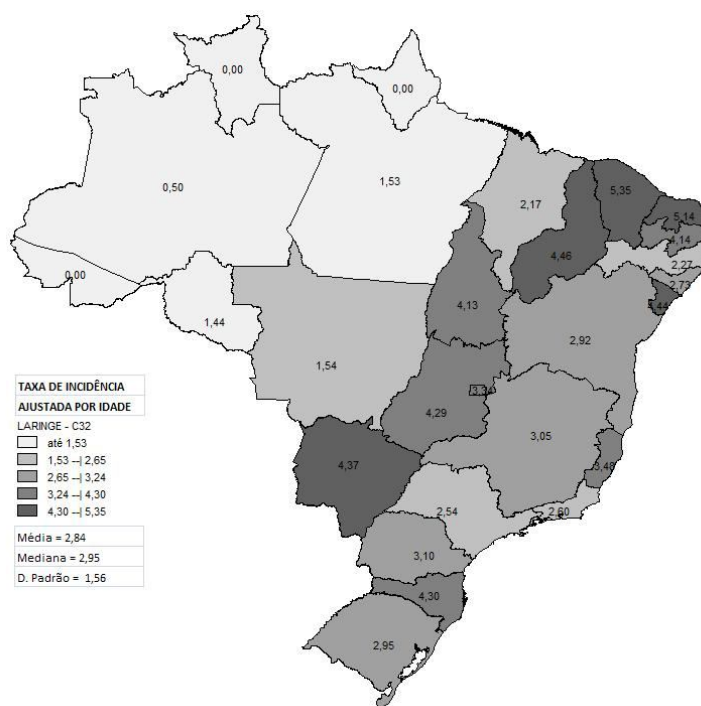 0,00
0,00
0,50
1,53
2,17
5,35
5,14
4,14
4,46
2,27
2,73
0,00
4,13
1,44
2,92
1,54
4,29
3,05
3,48
4,37
2,54
2,60
3,10
4,30
2,95
TAXA DE INCIDÊNCIA
AJUSTADA POR IDADE
LARINGE - C32
até 1,53
1,53 --| 2,65
2,65 --| 3,24
3,24 --| 4,30
4,30 --| 5,35
Média = 2,84
Mediana = 2,95
D. Padrão = 1,56